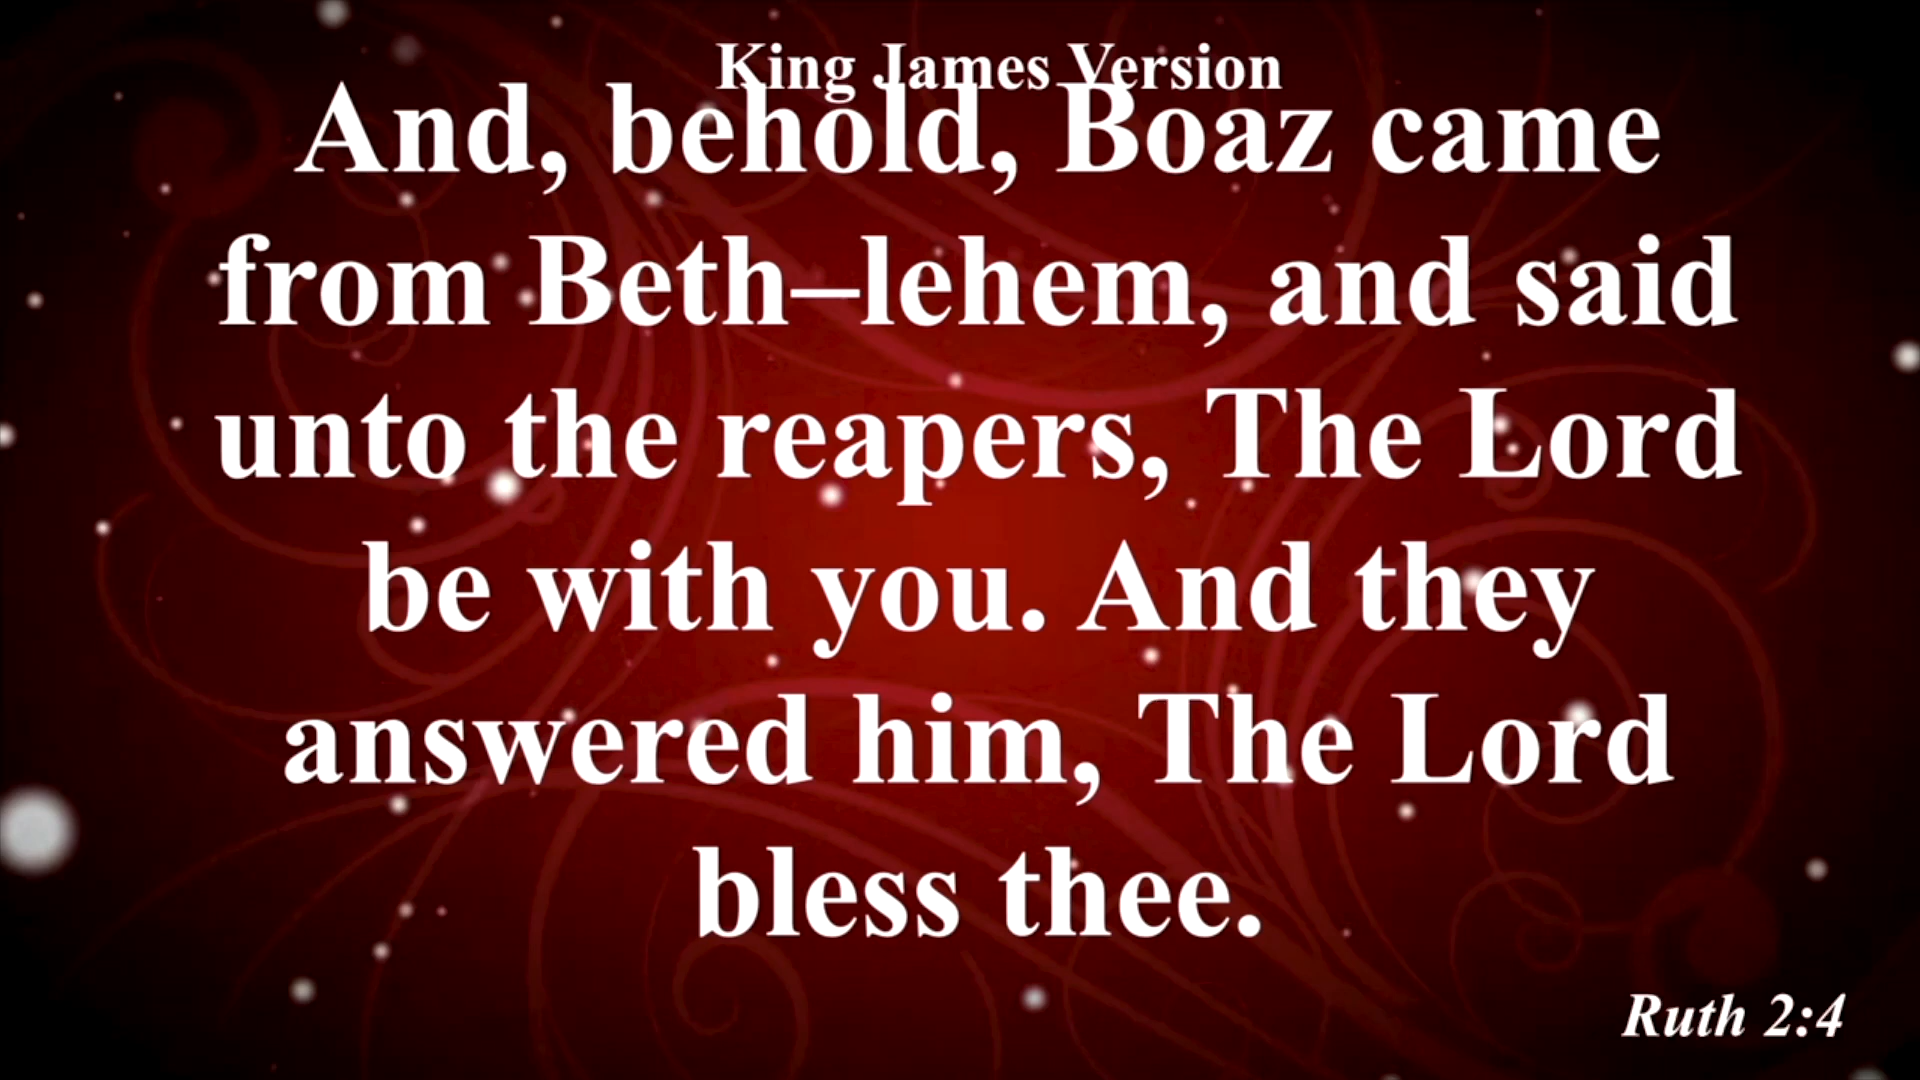 King James Version
And, behold, Boaz came
from Beth–lehem, and said
unto the reapers, The Lord
be with you. And they
answered him, The Lord
bless thee.
Ruth 2:4